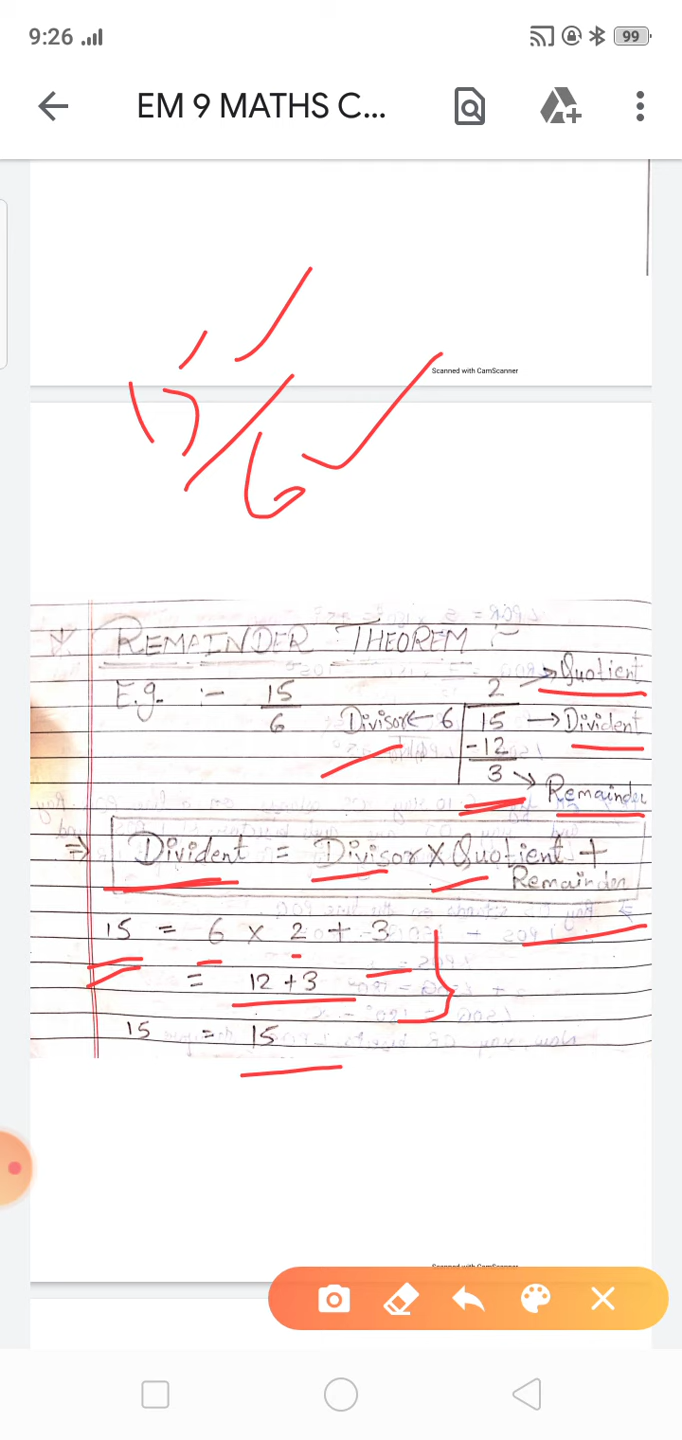 9:26
99
EM 9 MATHS C...
Scanned with CamScanner
15/6
REMAINDER THEOREM :-
E.g. :- 15/6
2 → Quotient
Divisor ← 6 15 → Divident
-12
3 → Remainder
⇒ Divident = Divisor × Quotient +
Remainder
15 = 6 × 2 + 3
= 12 + 3
15 = 15